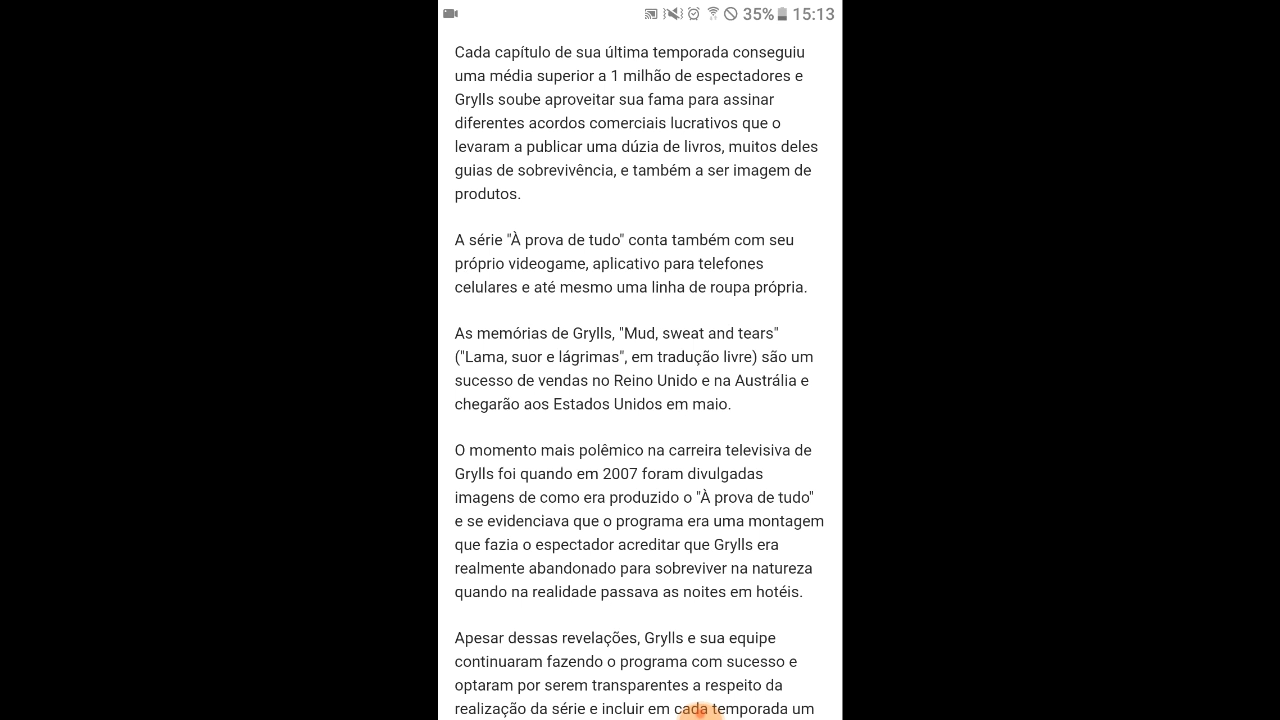 35% 15:13
Cada capítulo de sua última temporada conseguiu
uma média superior a 1 milhão de espectadores e
Grylls soube aproveitar sua fama para assinar
diferentes acordos comerciais lucrativos que o
levaram a publicar uma dúzia de livros, muitos deles
guias de sobrevivência, e também a ser imagem de
produtos.
A série "À prova de tudo" conta também com seu
próprio videogame, aplicativo para telefones
celulares e até mesmo uma linha de roupa própria.
As memórias de Grylls, "Mud, sweat and tears"
("Lama, suor e lágrimas", em tradução livre) são um
sucesso de vendas no Reino Unido e na Austrália e
chegarão aos Estados Unidos em maio.
O momento mais polêmico na carreira televisiva de
Grylls foi quando em 2007 foram divulgadas
imagens de como era produzido o "À prova de tudo"
e se evidenciava que o programa era uma montagem
que fazia o espectador acreditar que Grylls era
realmente abandonado para sobreviver na natureza
quando na realidade passava as noites em hotéis.
Apesar dessas revelações, Grylls e sua equipe
continuaram fazendo o programa com sucesso e
optaram por serem transparentes a respeito da
realização da série e incluir em cada temporada um